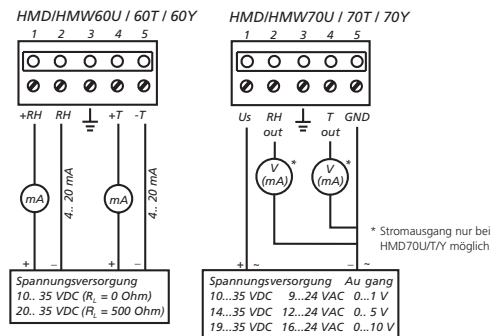 HMD/HMW60U / 60T / 60Y
1 2 3 4 5
+RH RH +T -T
mA
4.. 20 mA
mA
4.. 20 mA
+ – + –
Spannungsversorgung
10.. 35 VDC (RL = 0 Ohm)
20.. 35 VDC (RL = 500 Ohm)
HMD/HMW70U / 70T / 70Y
1 2 3 4 5
Us RH T GND
out out
V * V *
(mA) (mA)
* Stromausgang nur bei
HMD70U/T/Y möglich
+ ~ – ~
Spannungsversorgung Au gang
10...35 VDC 9...24 VAC 0...1 V
14...35 VDC 12...24 VAC 0.. 5 V
19...35 VDC 16...24 VAC 0...10 V